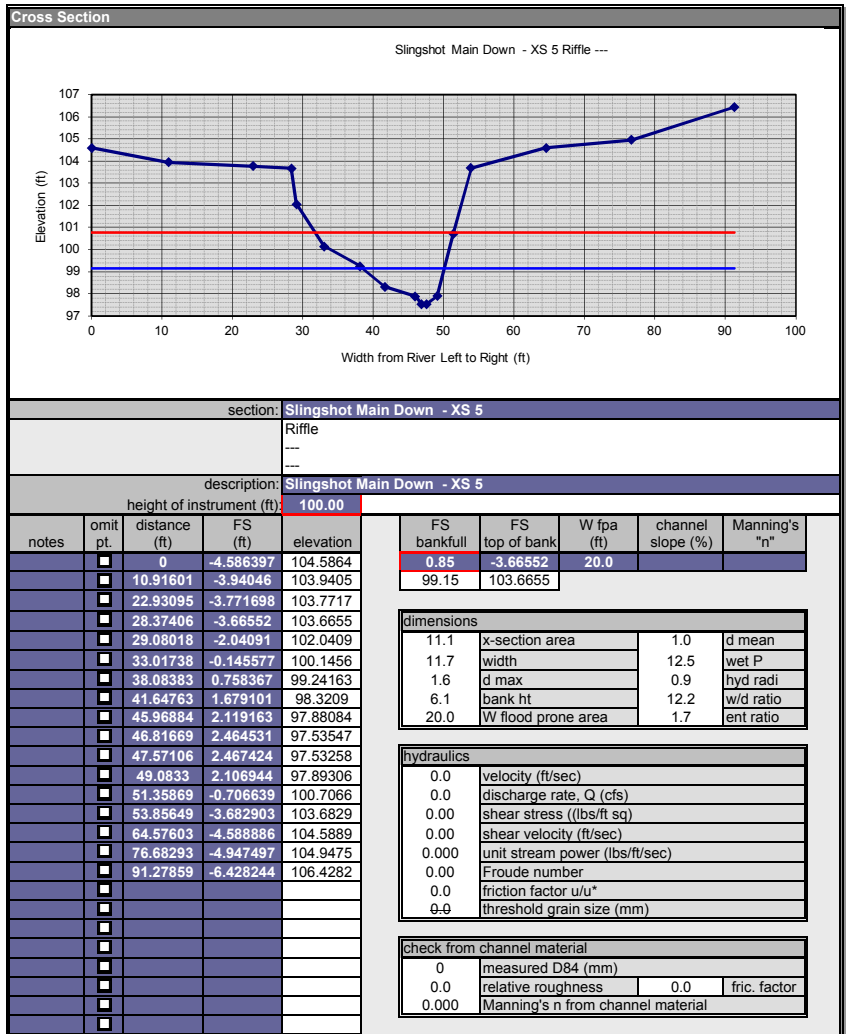 Cross Section
Slingshot Main Down - XS 5 Riffle ---
107
106
105
104
103
102
101
100
99
98
97
Elevation (ft)
0 10 20 30 40 50 60 70 80 90 100
Width from River Left to Right (ft)
section: Slingshot Main Down - XS 5
Riffle
---
---
description: Slingshot Main Down - XS 5
height of instrument (ft): 100.00
notes omit pt. distance (ft) FS (ft) elevation
0 -4.586397 104.5864
10.91601 -3.94046 103.9405
22.93095 -3.771698 103.7717
28.37406 -3.66552 103.6655
29.08018 -2.04091 102.0409
33.01738 -0.145577 100.1456
38.08383 0.758367 99.24163
41.64763 1.679101 98.3209
45.96884 2.119163 97.88084
46.81669 2.464531 97.53547
47.57106 2.467424 97.53258
49.0833 2.106944 97.89306
51.35869 -0.706639 100.7066
53.85649 -3.682903 103.6829
64.57603 -4.588886 104.5889
76.68293 -4.947497 104.9475
91.27859 -6.428244 106.4282
FS bankfull FS top of bank W fpa (ft) channel slope (%) Manning's "n"
0.85 -3.66552 20.0
99.15 103.6655
dimensions
11.1 x-section area 1.0 d mean
11.7 width 12.5 wet P
1.6 d max 0.9 hyd radi
6.1 bank ht 12.2 w/d ratio
20.0 W flood prone area 1.7 ent ratio
hydraulics
0.0 velocity (ft/sec)
0.0 discharge rate, Q (cfs)
0.00 shear stress ((lbs/ft sq)
0.00 shear velocity (ft/sec)
0.000 unit stream power (lbs/ft/sec)
0.00 Froude number
0.0 friction factor u/u*
0.0 threshold grain size (mm)
check from channel material
0 measured D84 (mm)
0.0 relative roughness 0.0 fric. factor
0.000 Manning's n from channel material